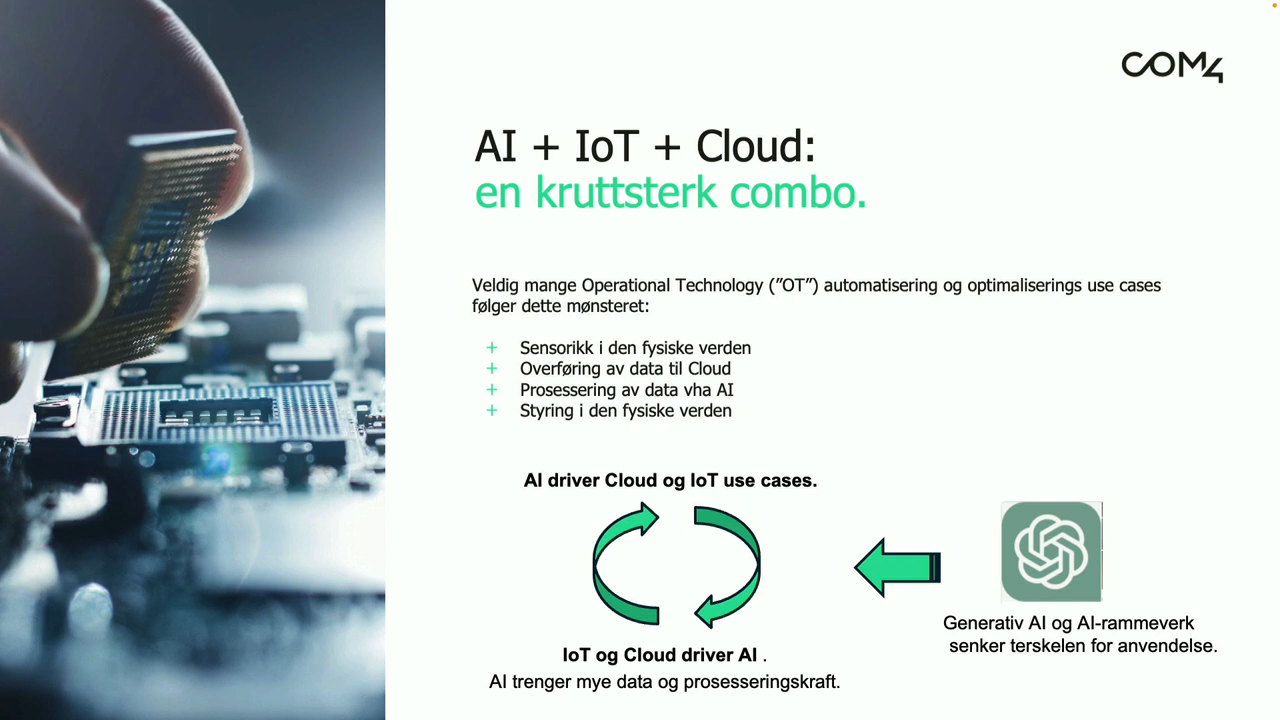 COM4
AI + IoT + Cloud:
en kruttsterk combo.
Veldig mange Operational Technology (”OT”) automatisering og optimaliserings use cases
følger dette mønsteret:
+ Sensorikk i den fysiske verden
+ Overføring av data til Cloud
+ Prosessering av data vha AI
+ Styring i den fysiske verden
AI driver Cloud og IoT use cases.
IoT og Cloud driver AI .
AI trenger mye data og prosesseringskraft.
Generativ AI og AI-rammeverk
senker terskelen for anvendelse.